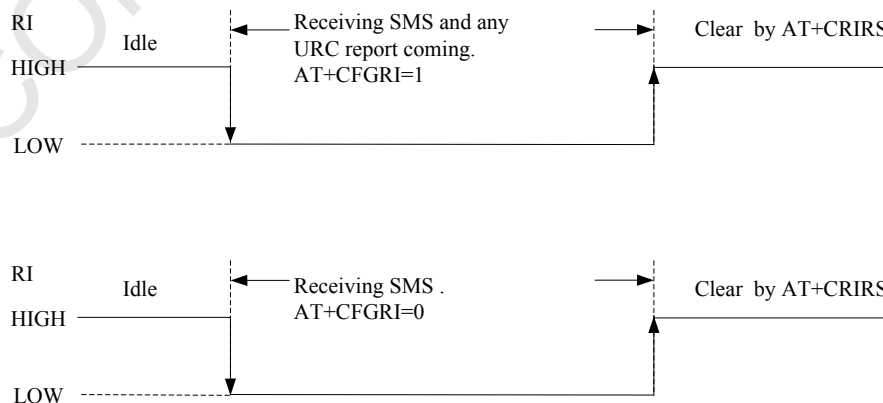 RI
Idle
Receiving SMS and any
URC report coming.
AT+CFGRI=1
Clear by AT+CRIRS
HIGH
LOW
RI
Idle
Receiving SMS .
AT+CFGRI=0
Clear by AT+CRIRS
HIGH
LOW